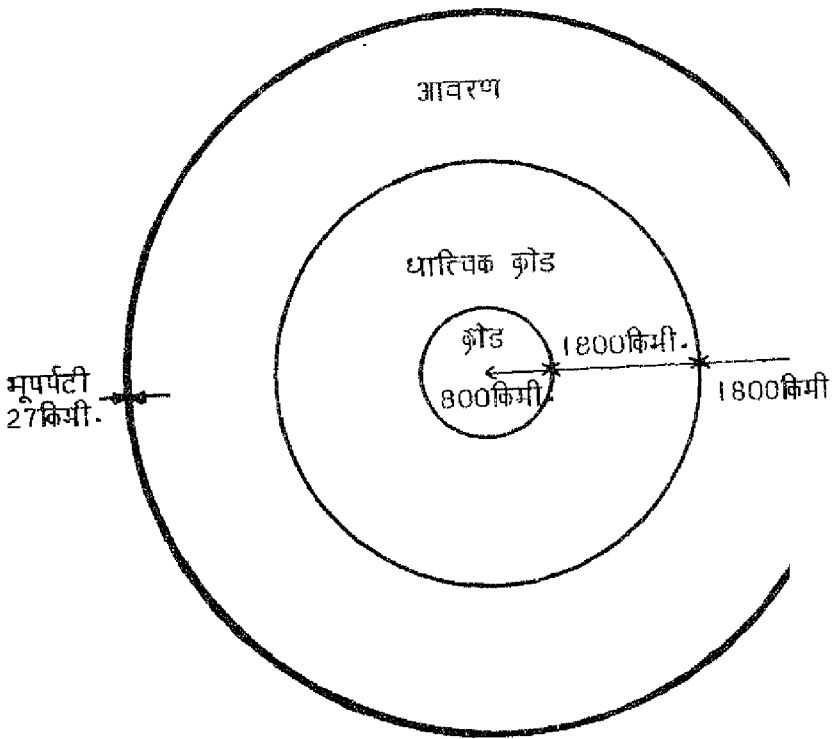 आवरण
धात्विक क्रोड
क्रोड
1800किमी.
800किमी.
1800किमी
भूपर्पटी
27किमी.